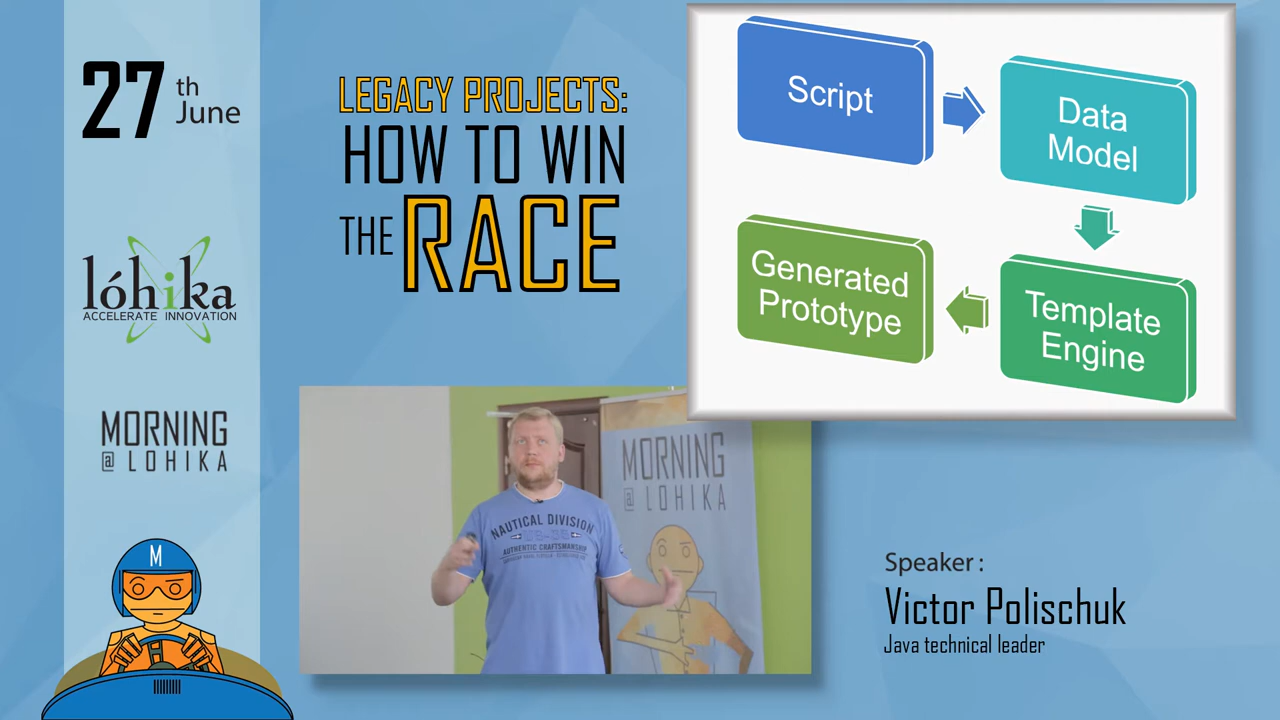 27 th
June
lóhika
ACCELERATE INNOVATION
MORNING
@ LOHIKA
M
LEGACY PROJECTS:
HOW TO WIN
THE RACE
Script
Data
Model
Template
Engine
Generated
Prototype
NAUTICAL DIVISION
AUTHENTIC CRAFTSMANSHIP
MORNING
@ LOHIKA
Speaker :
Victor Polischuk
Java technical leader